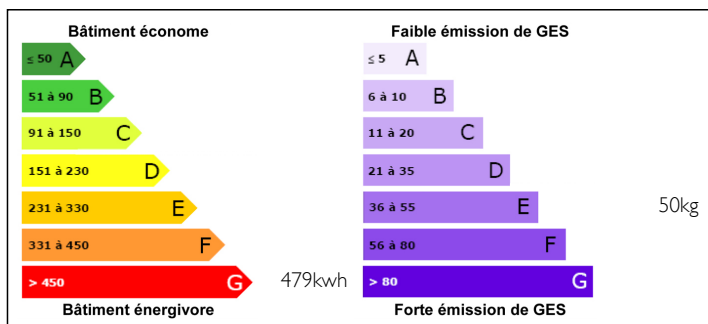 Bâtiment économe
≤ 50 A
51 à 90 B
91 à 150 C
151 à 230 D
231 à 330 E
331 à 450 F
> 450 G
479kwh
Bâtiment énergivore
Faible émission de GES
≤ 5 A
6 à 10 B
11 à 20 C
21 à 35 D
36 à 55 E
50kg
56 à 80 F
> 80 G
Forte émission de GES